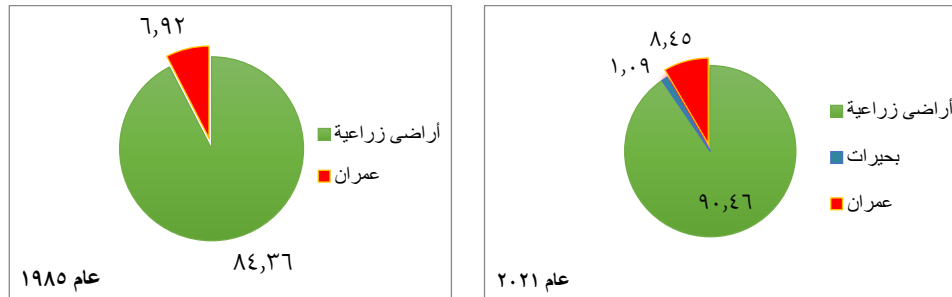 ٦,٩٢
أراضى زراعية
عمران
٨٤,٣٦
عام ١٩٨٥
٨,٤٥
١,٠٩
أراضى زراعية
بحيرات
عمران
٩٠,٤٦
عام ٢٠٢١